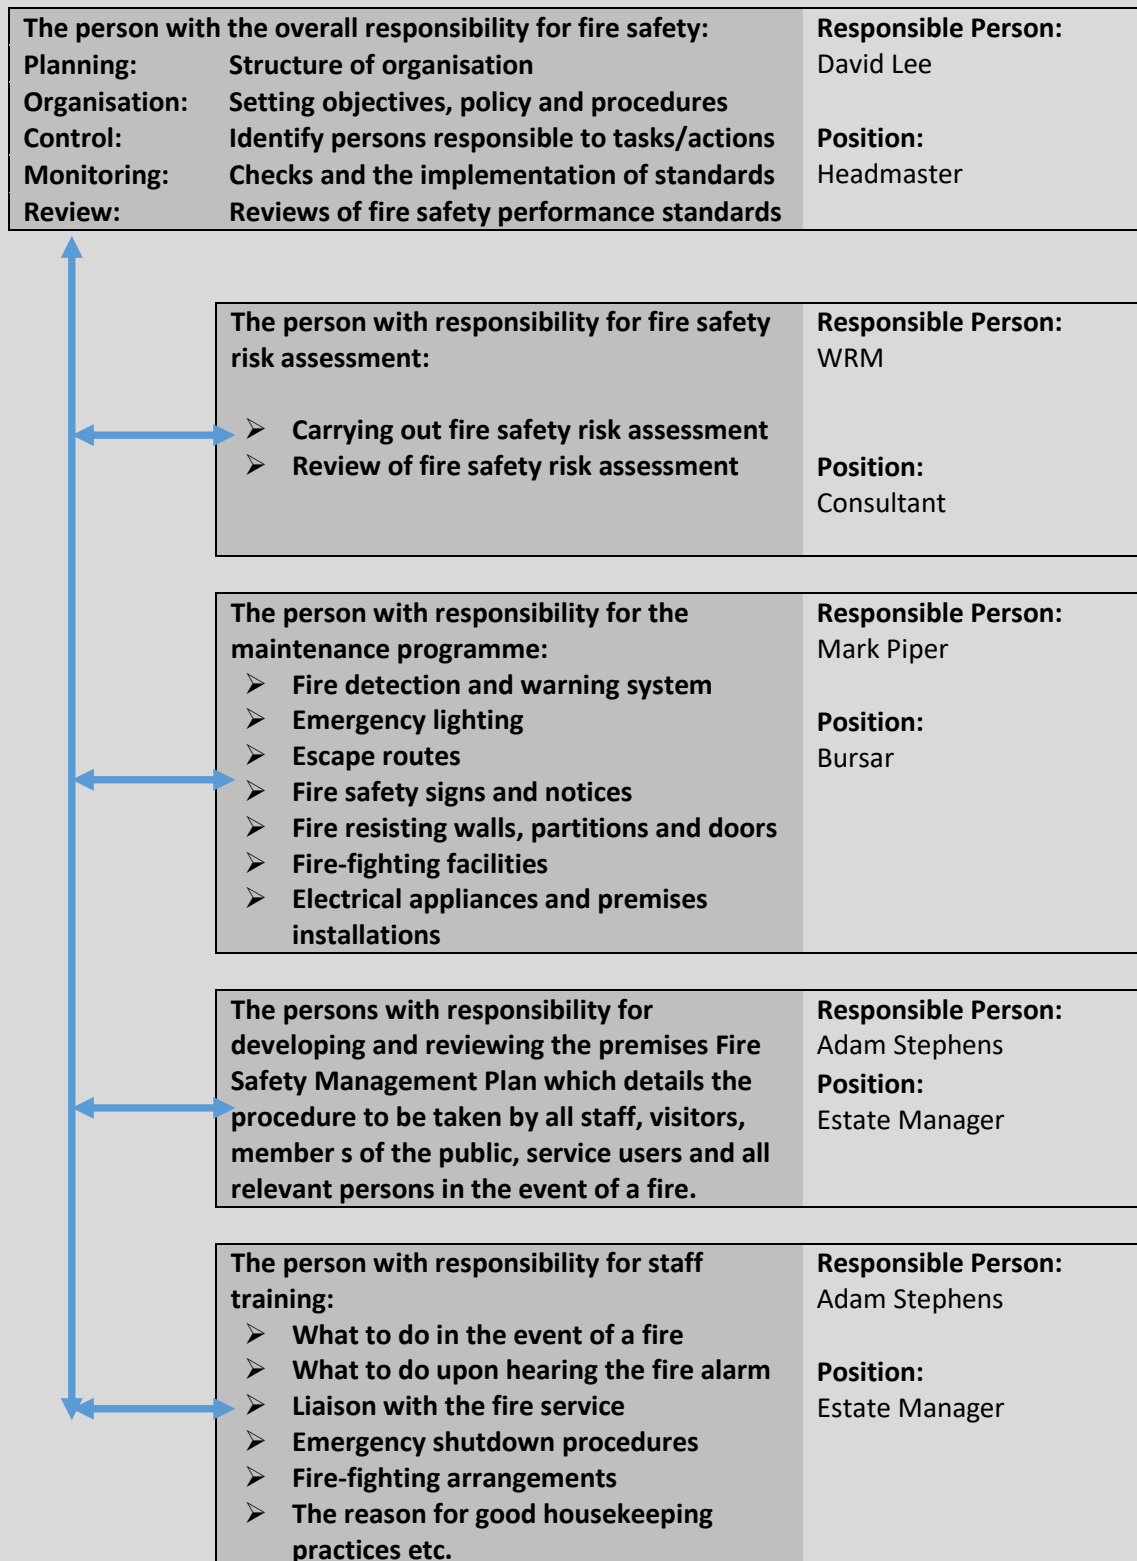 The person with the overall responsibility for fire safety:
Planning: Structure of organisation
Organisation: Setting objectives, policy and procedures
Control: Identify persons responsible to tasks/actions
Monitoring: Checks and the implementation of standards
Review: Reviews of fire safety performance standards
Responsible Person:
David Lee
Position:
Headmaster
The person with responsibility for fire safety
risk assessment:
➢ Carrying out fire safety risk assessment
➢ Review of fire safety risk assessment
Responsible Person:
WRM
Position:
Consultant
The person with responsibility for the
maintenance programme:
➢ Fire detection and warning system
➢ Emergency lighting
➢ Escape routes
➢ Fire safety signs and notices
➢ Fire resisting walls, partitions and doors
➢ Fire-fighting facilities
➢ Electrical appliances and premises
installations
Responsible Person:
Mark Piper
Position:
Bursar
The persons with responsibility for
developing and reviewing the premises Fire
Safety Management Plan which details the
procedure to be taken by all staff, visitors,
member s of the public, service users and all
relevant persons in the event of a fire.
Responsible Person:
Adam Stephens
Position:
Estate Manager
The person with responsibility for staff
training:
➢ What to do in the event of a fire
➢ What to do upon hearing the fire alarm
➢ Liaison with the fire service
➢ Emergency shutdown procedures
➢ Fire-fighting arrangements
➢ The reason for good housekeeping
practices etc.
Responsible Person:
Adam Stephens
Position:
Estate Manager